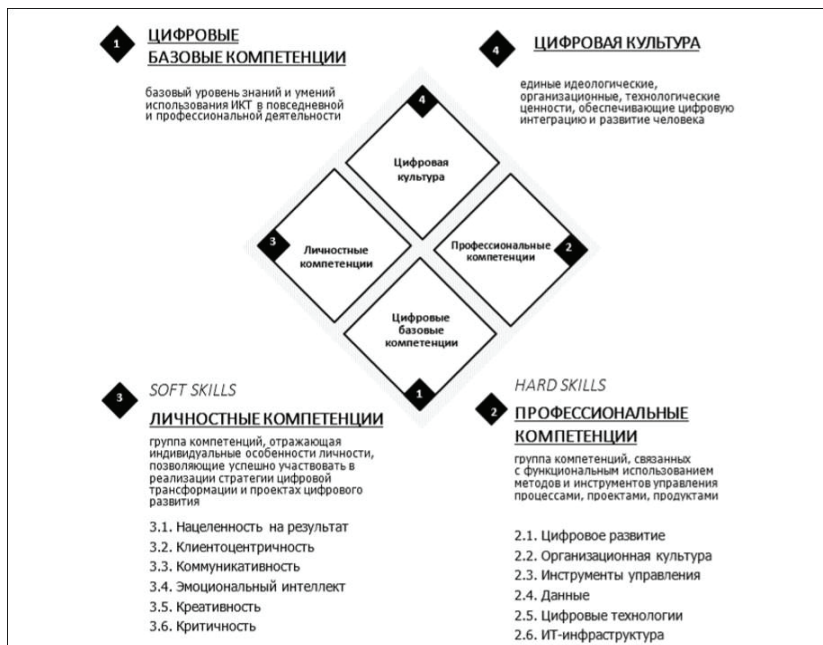 1
ЦИФРОВЫЕ
БАЗОВЫЕ КОМПЕТЕНЦИИ
базовый уровень знаний и умений
использования ИКТ в повседневной
и профессиональной деятельности
4
ЦИФРОВАЯ КУЛЬТУРА
единые идеологические,
организационные, технологические
ценности, обеспечивающие цифровую
интеграцию и развитие человека
4
Цифровая
культура
3
Личностные
компетенции
Профессиональные
компетенции
2
Цифровые
базовые
компетенции
1
3
SOFT SKILLS
ЛИЧНОСТНЫЕ КОМПЕТЕНЦИИ
группа компетенций, отражающая
индивидуальные особенности личности,
позволяющие успешно участвовать в
реализации стратегии цифровой
трансформации и проектах цифрового
развития
3.1. Нацеленность на результат
3.2. Клиентоцентричность
3.3. Коммуникативность
3.4. Эмоциональный интеллект
3.5. Креативность
3.6. Критичность
HARD SKILLS
2
ПРОФЕССИОНАЛЬНЫЕ
КОМПЕТЕНЦИИ
группа компетенций, связанных
с функциональным использованием
методов и инструментов управления
процессами, проектами, продуктами
2.1. Цифровое развитие
2.2. Организационная культура
2.3. Инструменты управления
2.4. Данные
2.5. Цифровые технологии
2.6. ИТ-инфраструктура